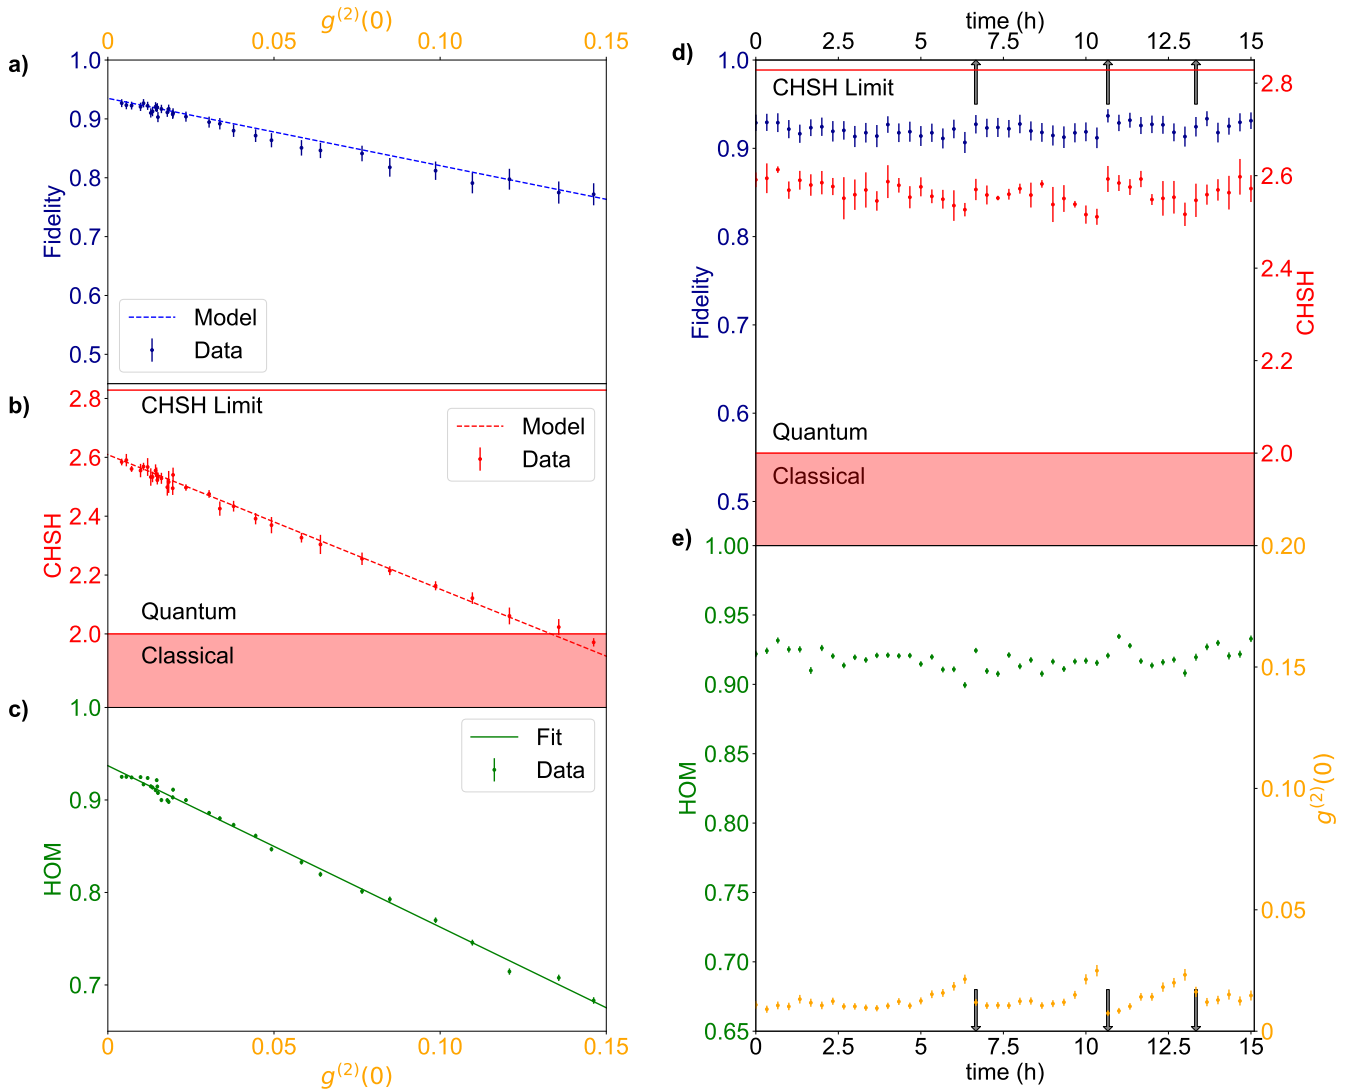 g⁽²⁾(0)
0 0.05 0.10 0.15
a)
1.0
0.9
0.8
0.7
0.6
0.5
Fidelity
Model
Data
b)
2.8
2.6
2.4
2.2
2.0
CHSH
CHSH Limit
Model
Data
Quantum
Classical
c)
1.0
0.9
0.8
0.7
HOM
Fit
Data
0 0.05 0.10 0.15
g⁽²⁾(0)
time (h)
0 2.5 5 7.5 10 12.5 15
d)
1.0
0.9
0.8
0.7
0.6
0.5
Fidelity
CHSH Limit
Quantum
Classical
2.8
2.6
2.4
2.2
2.0
CHSH
e)
1.00
0.95
0.90
0.85
0.80
0.75
0.70
0.65
HOM
0.20
0.15
0.10
0.05
0
g⁽²⁾(0)
0 2.5 5 7.5 10 12.5 15
time (h)